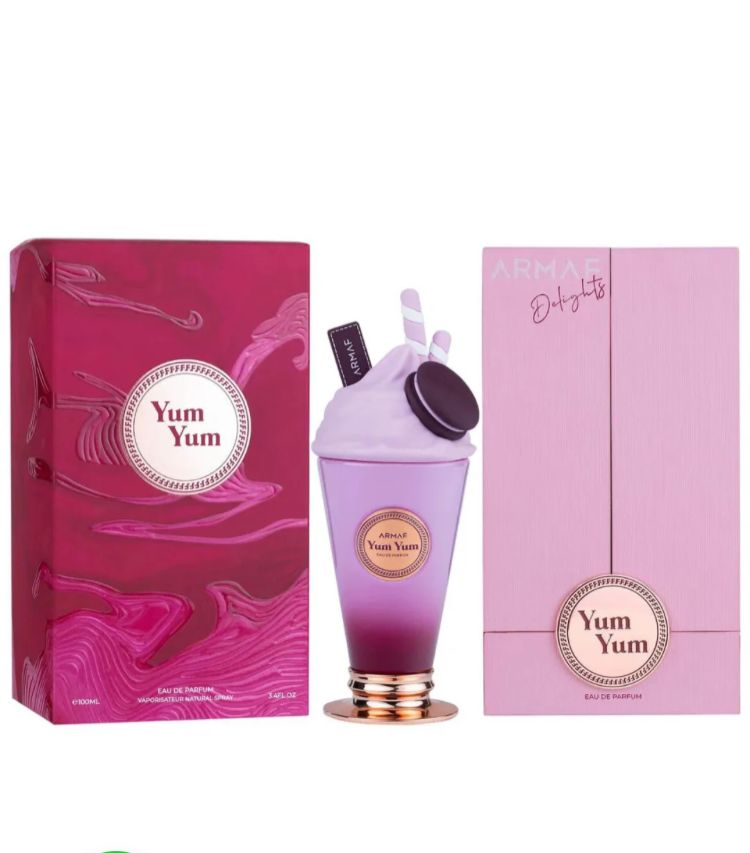 Yum
Yum
EAU DE PARFUM
VAPORISATEUR NATURAL SPRAY
℮100ML
3.4FL OZ
ARMAF
ARMAF
Yum Yum
EAU DE PARFUM
ARMAF
Delights
Yum
Yum
EAU DE PARFUM